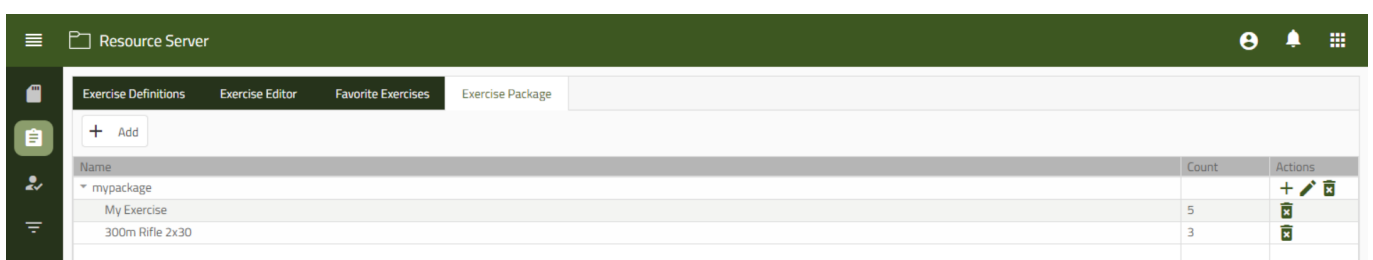 Resource Server
Exercise Definitions Exercise Editor Favorite Exercises Exercise Package
+ Add
Name Count Actions
mypackage
My Exercise 5
300m Rifle 2x30 3